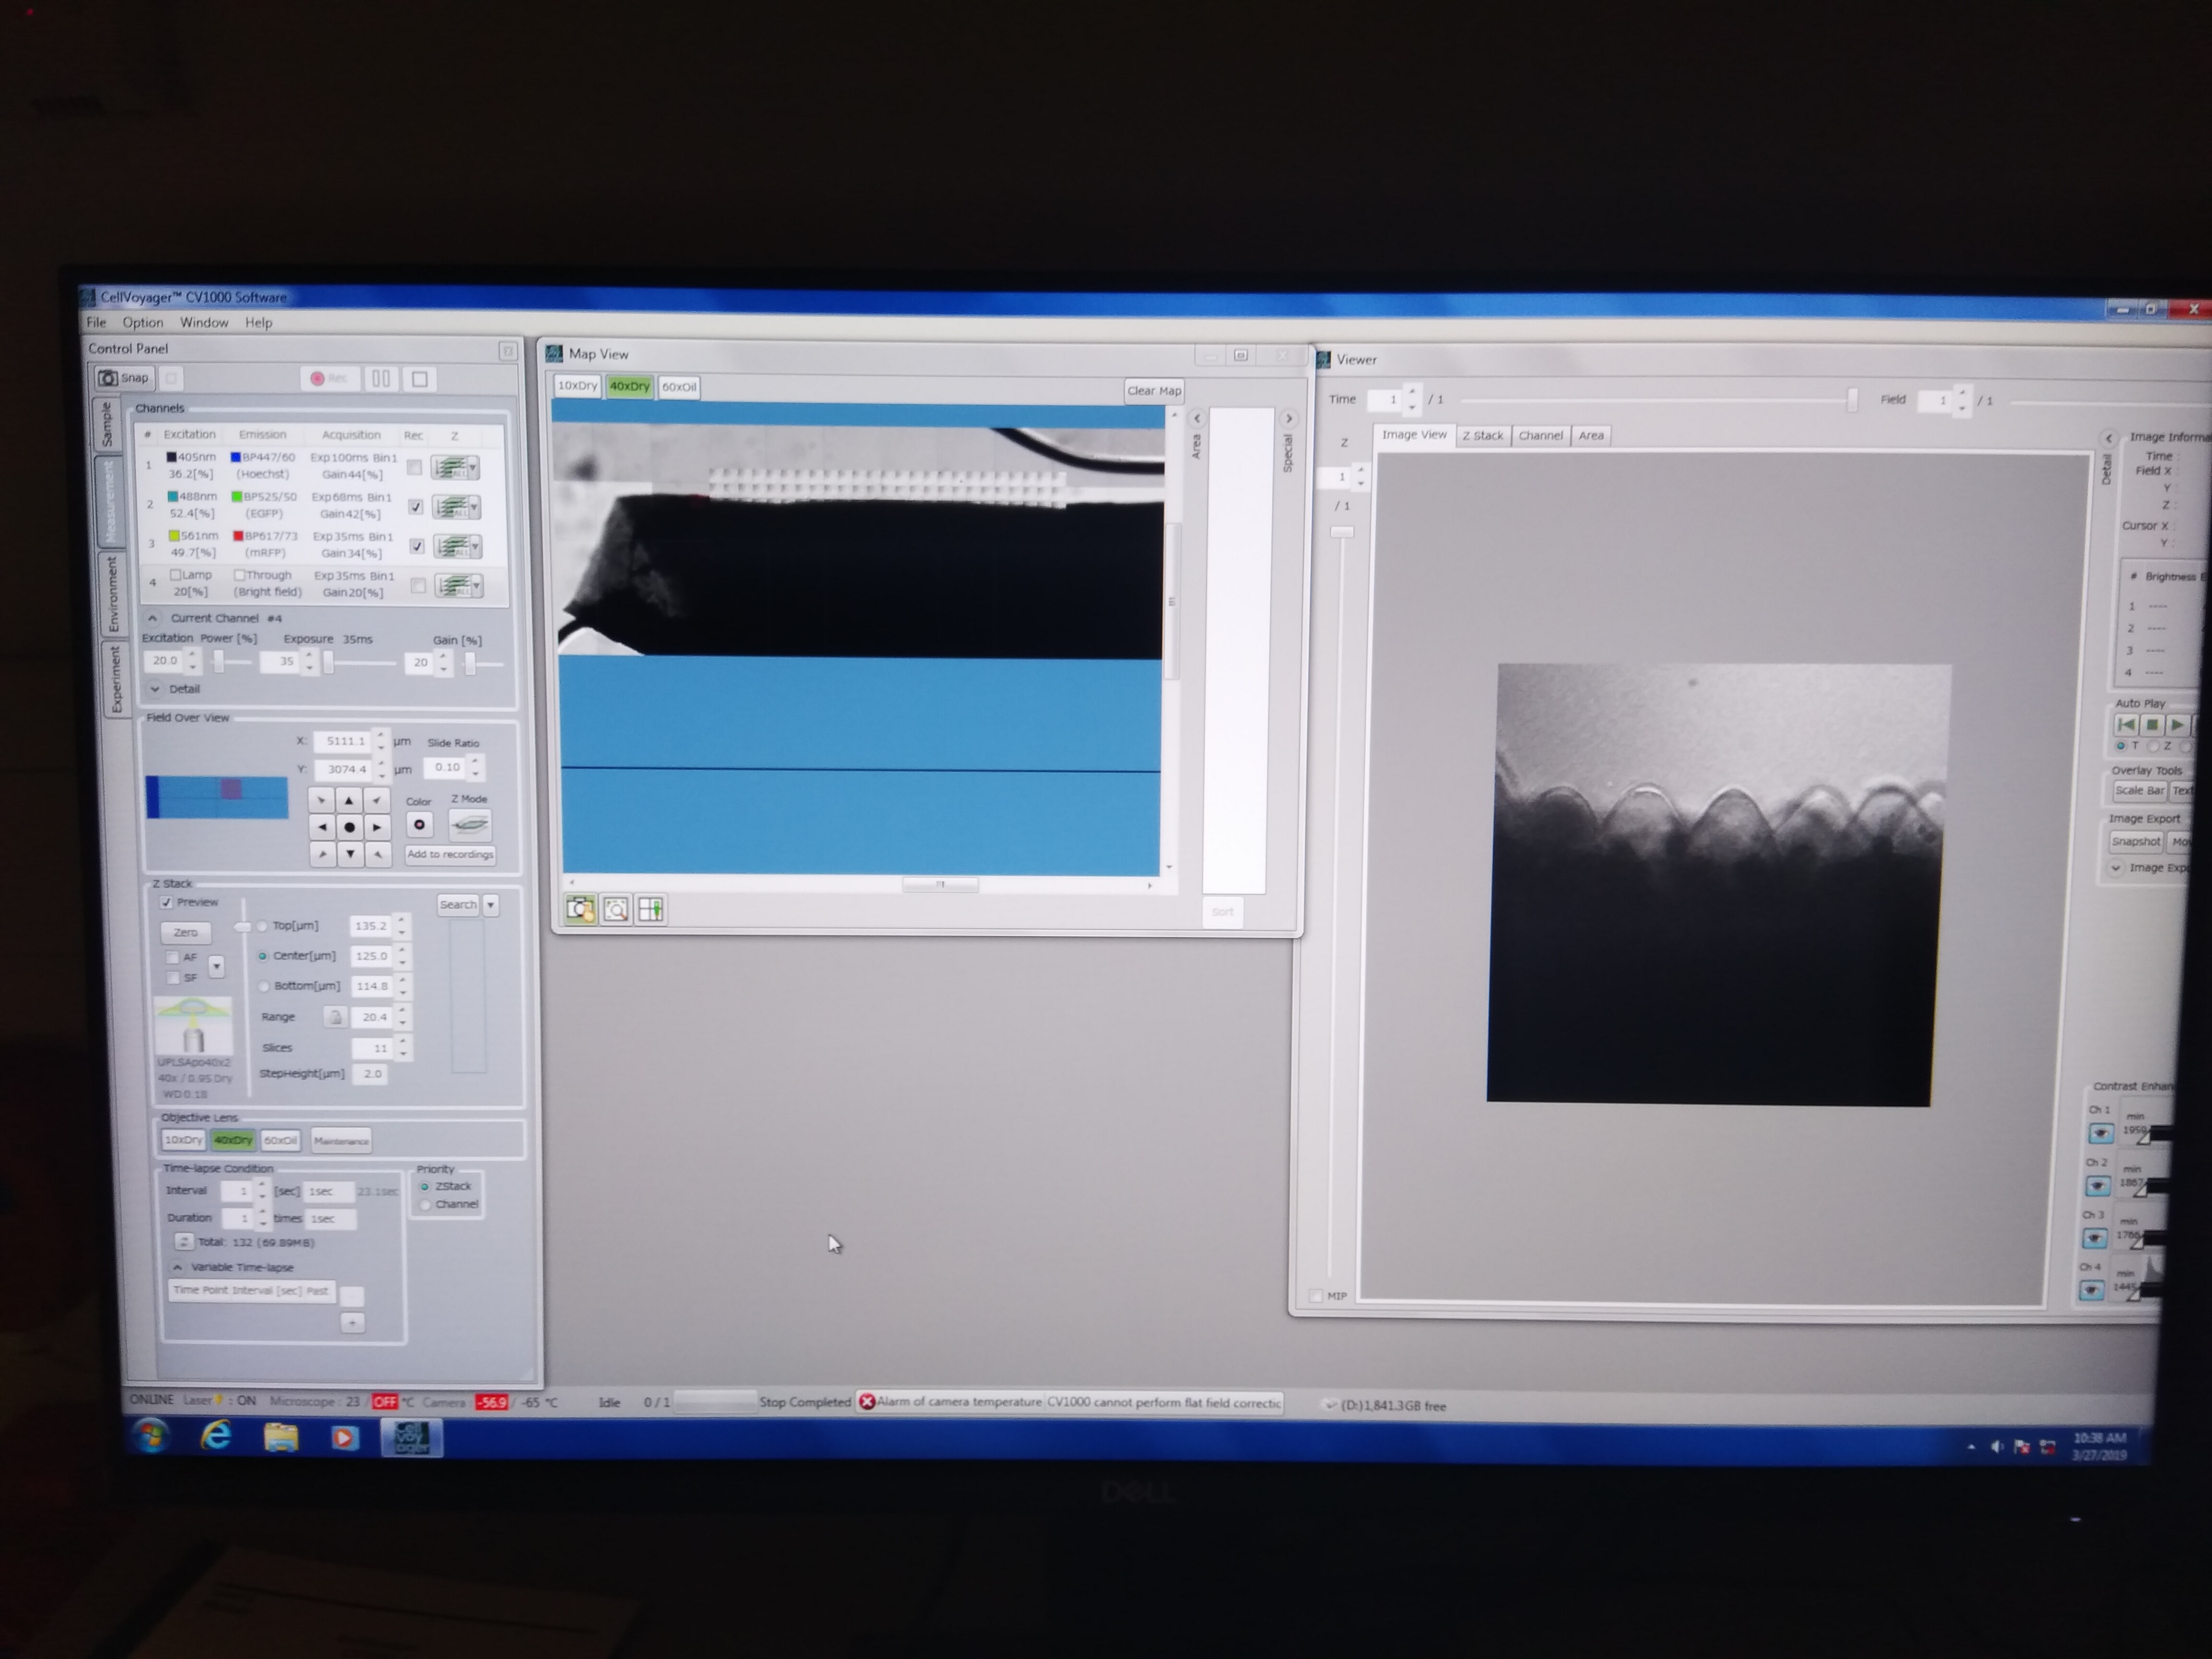 CellVoyager™ CV1000 Software
File Option Window Help
Control Panel
Snap
Rec
Sample
Measurement
Environment
Experiment
Channels
# Excitation Emission Acquisition Rec Z
1 405nm BP447/60 Exp100ms Bin1
36.2[%] (Hoechst) Gain44[%]
2 488nm BP525/50 Exp68ms Bin1
52.4[%] (EGFP) Gain42[%]
3 561nm BP617/73 Exp35ms Bin1
49.7[%] (mRFP) Gain34[%]
4 Lamp Through Exp35ms Bin1
20[%] (Bright field) Gain20[%]
Current Channel #4
Excitation Power [%] Exposure 35ms Gain [%]
20.0 35 20
Detail
Field Over View
X: 5111.1 µm Slide Ratio
Y: 3074.4 µm 0.10
Color Z Mode
Add to recordings
Z Stack
Preview Search
Zero Top[µm] 135.2
AF Center[µm] 125.0
SF Bottom[µm] 114.8
Range 20.4
Slices 11
StepHeight[µm] 2.0
UPLSApo40x2
40x / 0.95 Dry
WD 0.18
Objective Lens
10xDry 40xDry 60xOil Maintenance
Time-lapse Condition
Interval 1 [sec] 1sec 23.1sec
Duration 1 times 1sec
Total: 132 (69.89MB)
Variable Time-lapse
Time Point Interval [sec] Past
+
Priority
ZStack
Channel
Map View
10xDry 40xDry 60xOil Clear Map
Area
Special
Sort
Viewer
Time 1 / 1 Field 1 / 1
Z
1
/ 1
Image View Z Stack Channel Area
MIP
Detail
Image Informa
Time :
Field X :
Y :
Z :
Cursor X :
Y :
# Brightness
1 ----
2 ----
3 ----
4 ----
Auto Play
T Z
Overlay Tools
Scale Bar Text
Image Export
Snapshot Mov
Image Exp
Contrast Enhan
Ch 1 min
1959
Ch 2 min
1867
Ch 3 min
1766
Ch 4 min
1445
ONLINE Laser : ON Microscope : 23 / OFF °C Camera : -56.9 / -65 °C Idle 0 / 1 Stop Completed Alarm of camera temperature CV1000 cannot perform flat field correctic (D:)1,841.3GB free
Cell
Voy
ager
10:38 AM
3/27/2019
DELL